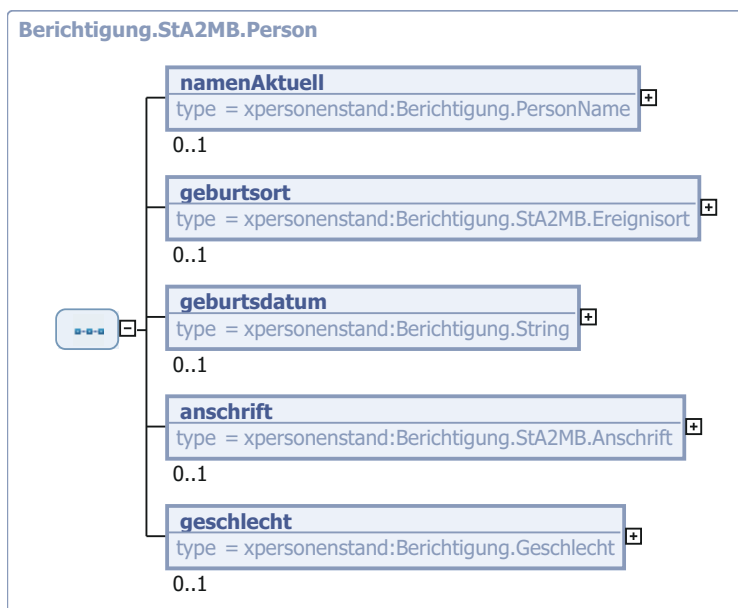 Berichtigung.StA2MB.Person
namenAktuell
type = xpersonenstand:Berichtigung.PersonName
0..1
geburtsort
type = xpersonenstand:Berichtigung.StA2MB.Ereignisort
0..1
geburtsdatum
type = xpersonenstand:Berichtigung.String
0..1
anschrift
type = xpersonenstand:Berichtigung.StA2MB.Anschrift
0..1
geschlecht
type = xpersonenstand:Berichtigung.Geschlecht
0..1